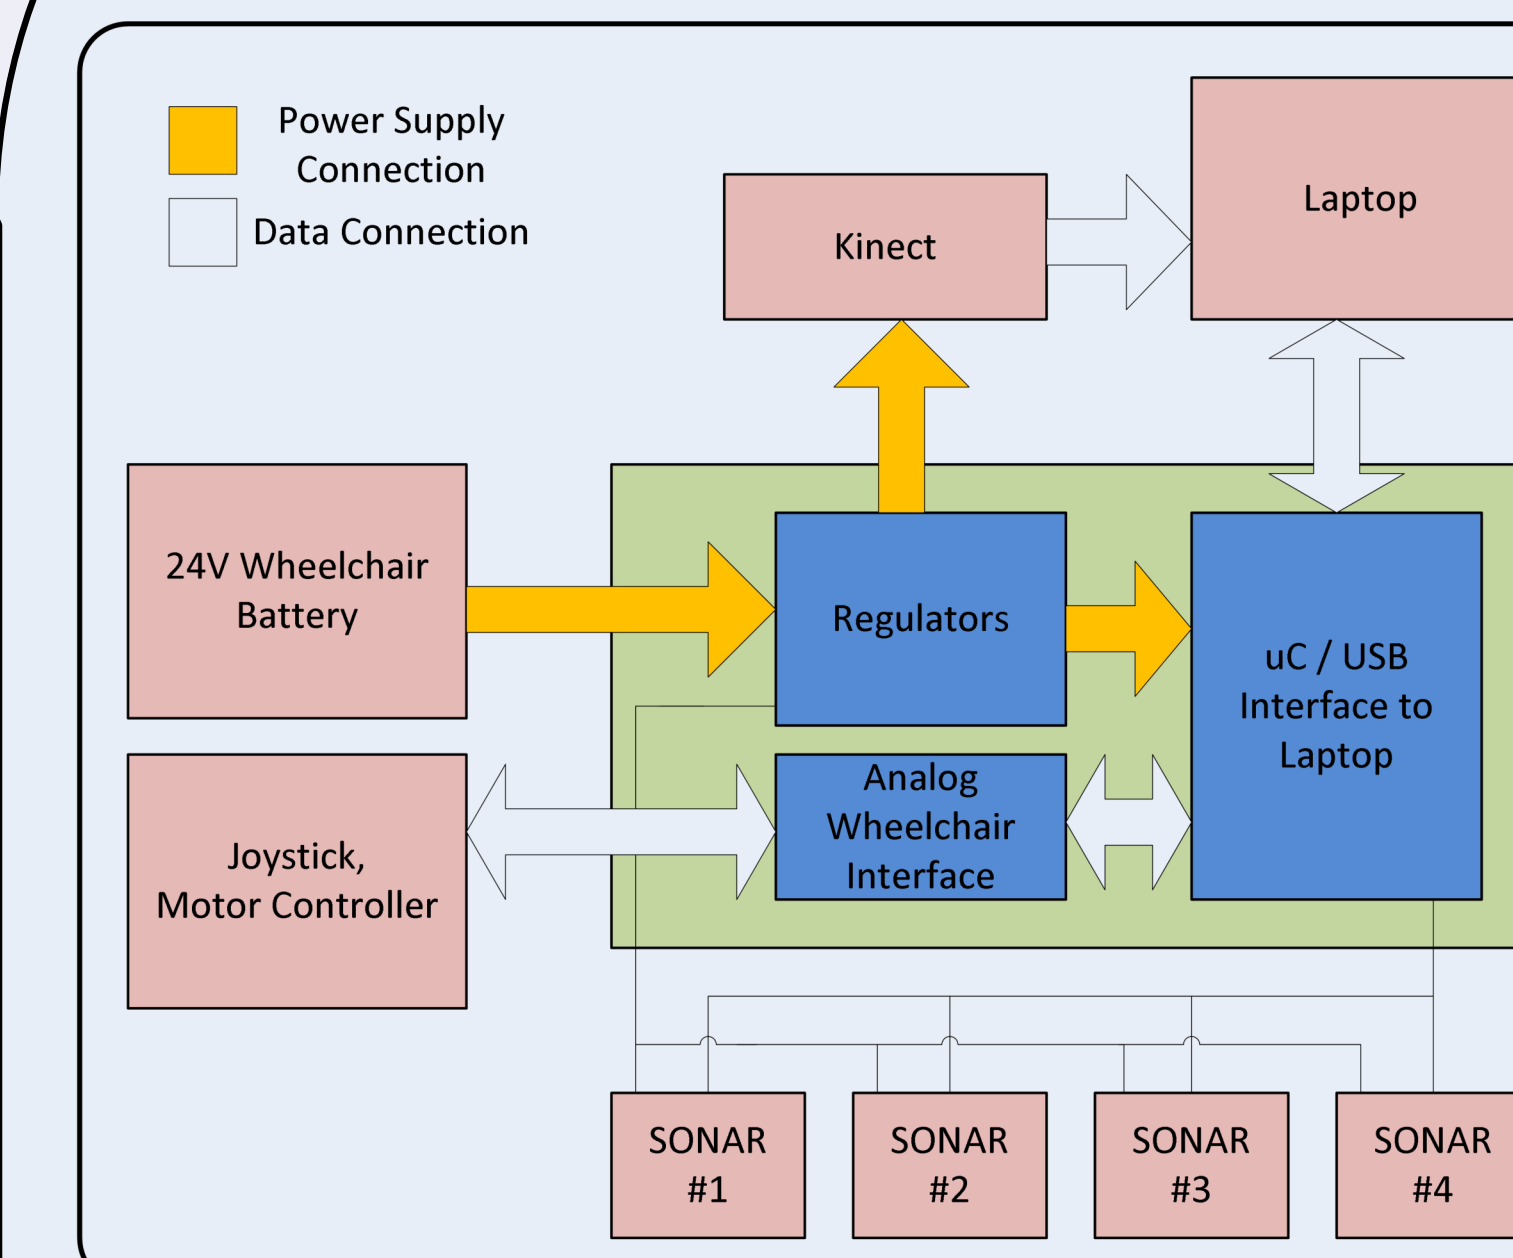 Power Supply
Connection
Data Connection
Laptop
Kinect
24V Wheelchair
Battery
Regulators
uC / USB
Interface to
Laptop
Analog
Wheelchair
Interface
Joystick,
Motor Controller
SONAR
#1
SONAR
#2
SONAR
#3
SONAR
#4